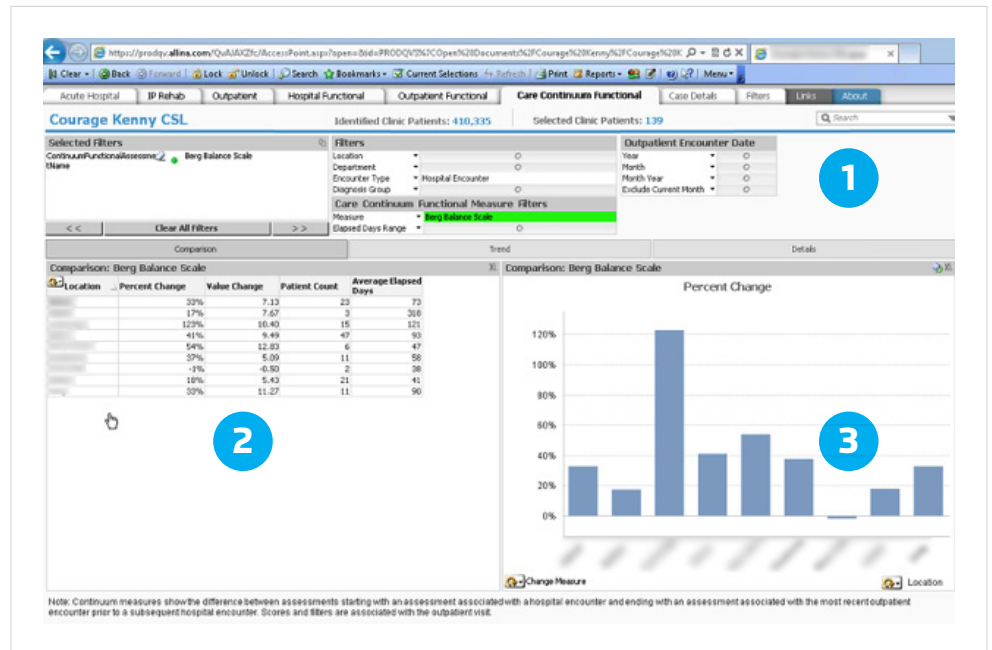 https://prodqv.allina.com/QvAJAXZfc/AccessPoint.aspx?open=&id=PRODQVS%7COpen%20Documents%2FCourage%20Kenny%2FCourage%20K
Clear Back Forward Lock Unlock Search Bookmarks Current Selections Refresh Print Reports Menu
Acute Hospital IP Rehab Outpatient Hospital Functional Outpatient Functional Care Continuum Functional Case Details Filters Links About
Courage Kenny CSL Identified Clinic Patients: 410,335 Selected Clinic Patients: 139 Search
Selected Filters Filters Outpatient Encounter Date
ContinuumFunctionalAssessme Berg Balance Scale Location Year
tName Department Month
Encounter Type Hospital Encounter Month Year
Diagnosis Group Exclude Current Month
1
Care Continuum Functional Measure Filters
Measure Berg Balance Scale
<< Clear All Filters >> Elapsed Days Range
Comparison Trend Details
Comparison: Berg Balance Scale XL Comparison: Berg Balance Scale XL
Location Percent Change Value Change Patient Count Average Elapsed
Days
33% 7.13 23 73
17% 7.67 3 318
123% 10.40 15 121
41% 9.49 47 93
54% 12.83 6 47
37% 5.09 11 58
-1% -0.50 2 38
18% 5.43 21 41
33% 11.27 11 90
2
Percent Change
120%
100%
80%
60%
40%
20%
0%
3
Change Measure Location
Note: Continuum measures show the difference between assessments starting with an assessment associated with a hospital encounter and ending with an assessment associated with the most recent outpatient
encounter prior to a subsequent hospital encounter. Scores and filters are associated with the outpatient visit.